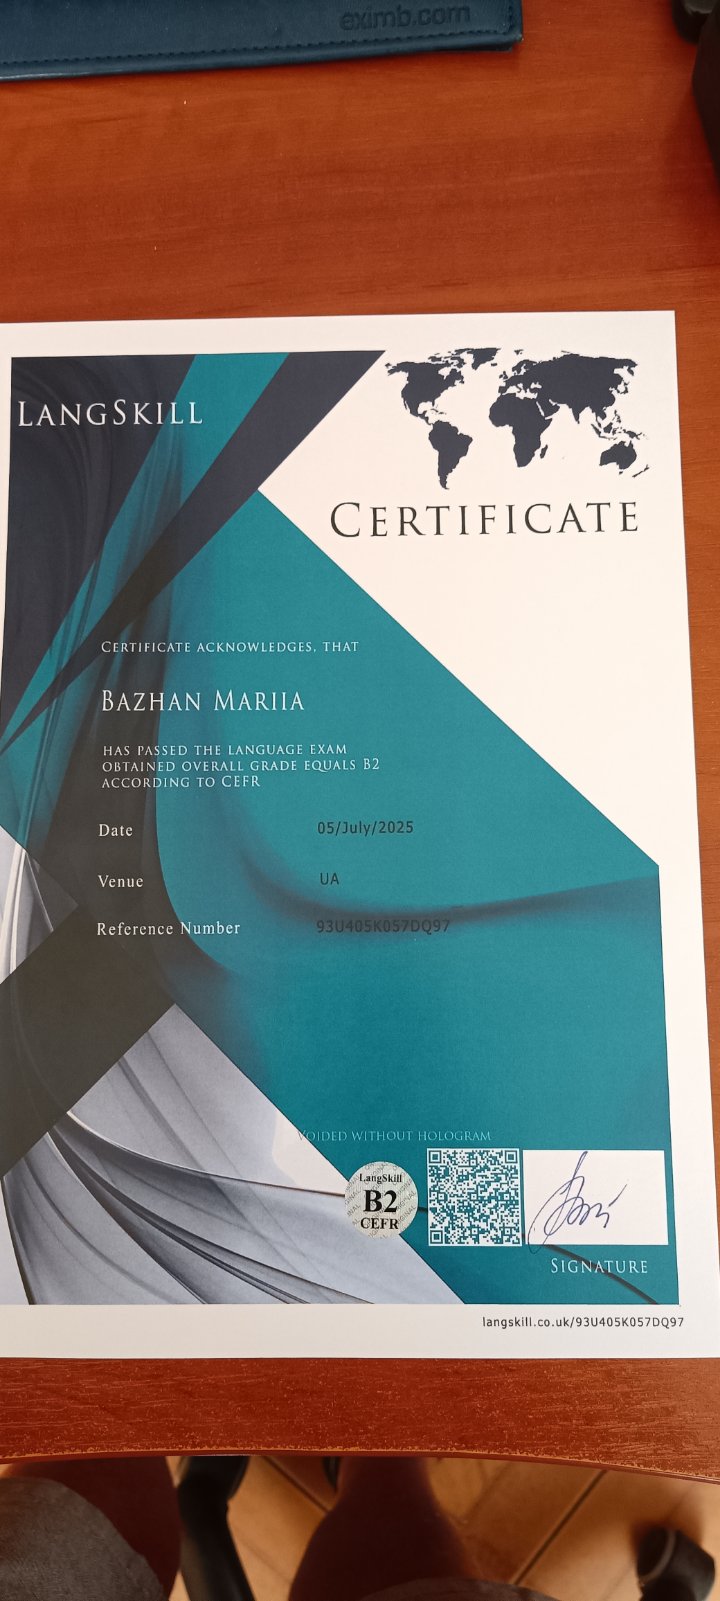 eximb.com
LANGSKILL
CERTIFICATE
CERTIFICATE ACKNOWLEDGES, THAT
BAZHAN MARIIA
HAS PASSED THE LANGUAGE EXAM
OBTAINED OVERALL GRADE EQUALS B2
ACCORDING TO CEFR
Date 05/July/2025
Venue UA
Reference Number 93U405K057DQ97
VOIDED WITHOUT HOLOGRAM
LangSkill
B2
CEFR
SIGNATURE
langskill.co.uk/93U405K057DQ97